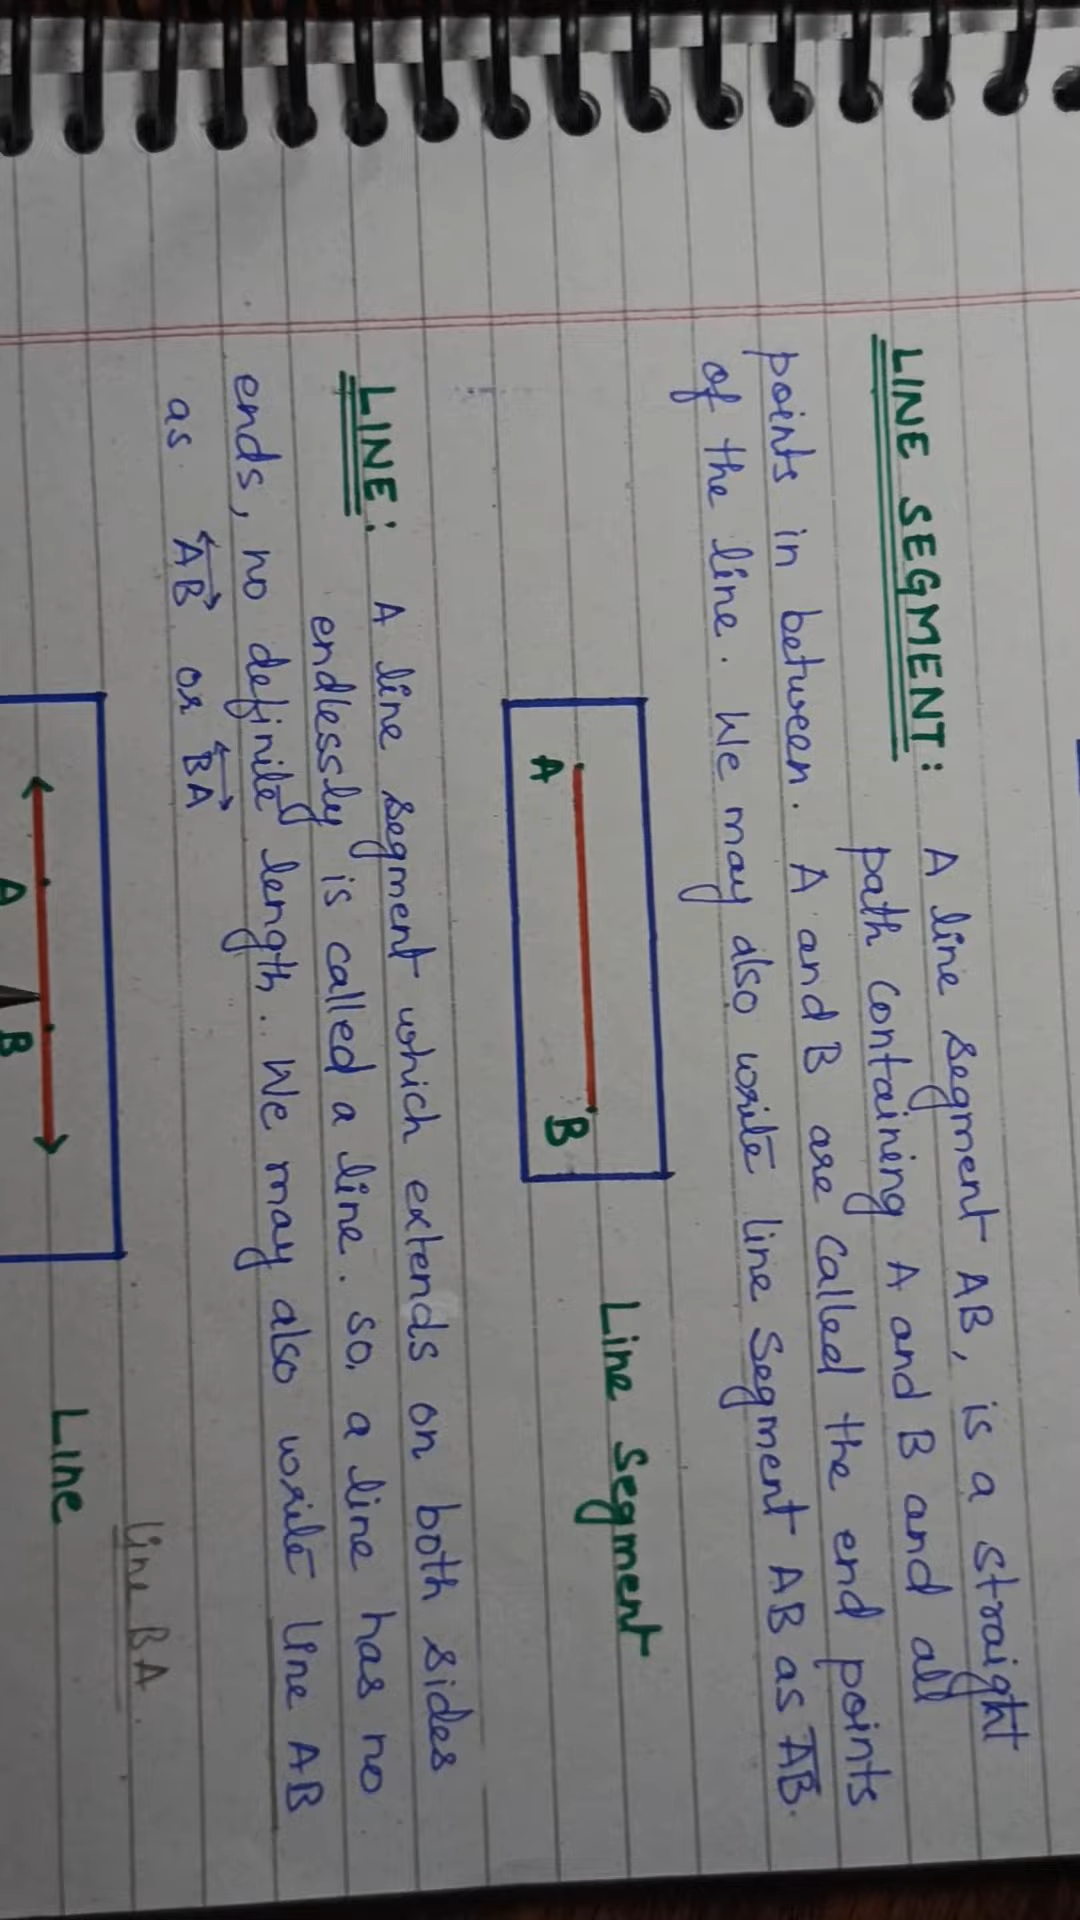 LINE SEGMENT: A line segment AB, is a straight
path containing A and B and all
points in between. A and B are called the end points
of the line. We may also write line segment AB as A̅B̅.
A B
Line Segment
LINE: A line segment which extends on both sides
endlessly is called a line. So, a line has no
ends, no definite length.. We may also write line AB
as AB or BA
line BA.
A B
Line